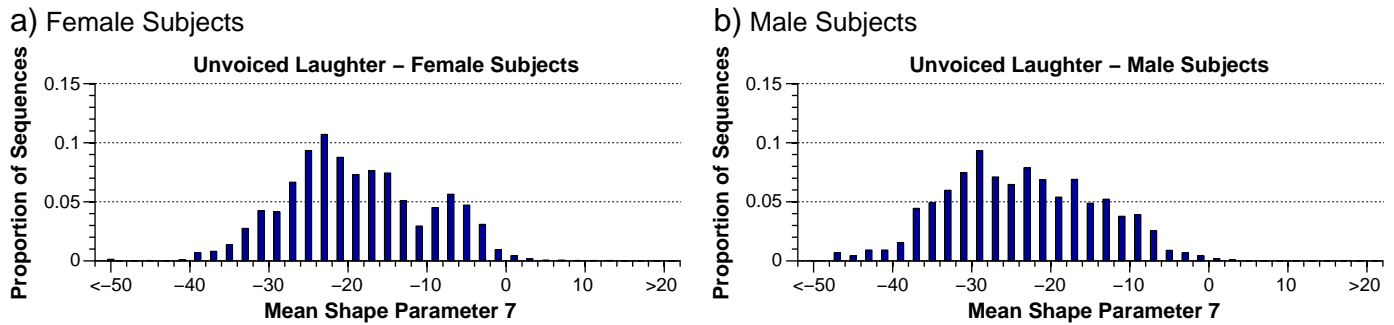 a) Female Subjects
Unvoiced Laughter – Female Subjects
Proportion of Sequences
0.15
0.1
0.05
0
<−50 −40 −30 −20 −10 0 10 >20
Mean Shape Parameter 7
b) Male Subjects
Unvoiced Laughter – Male Subjects
Proportion of Sequences
0.15
0.1
0.05
0
<−50 −40 −30 −20 −10 0 10 >20
Mean Shape Parameter 7